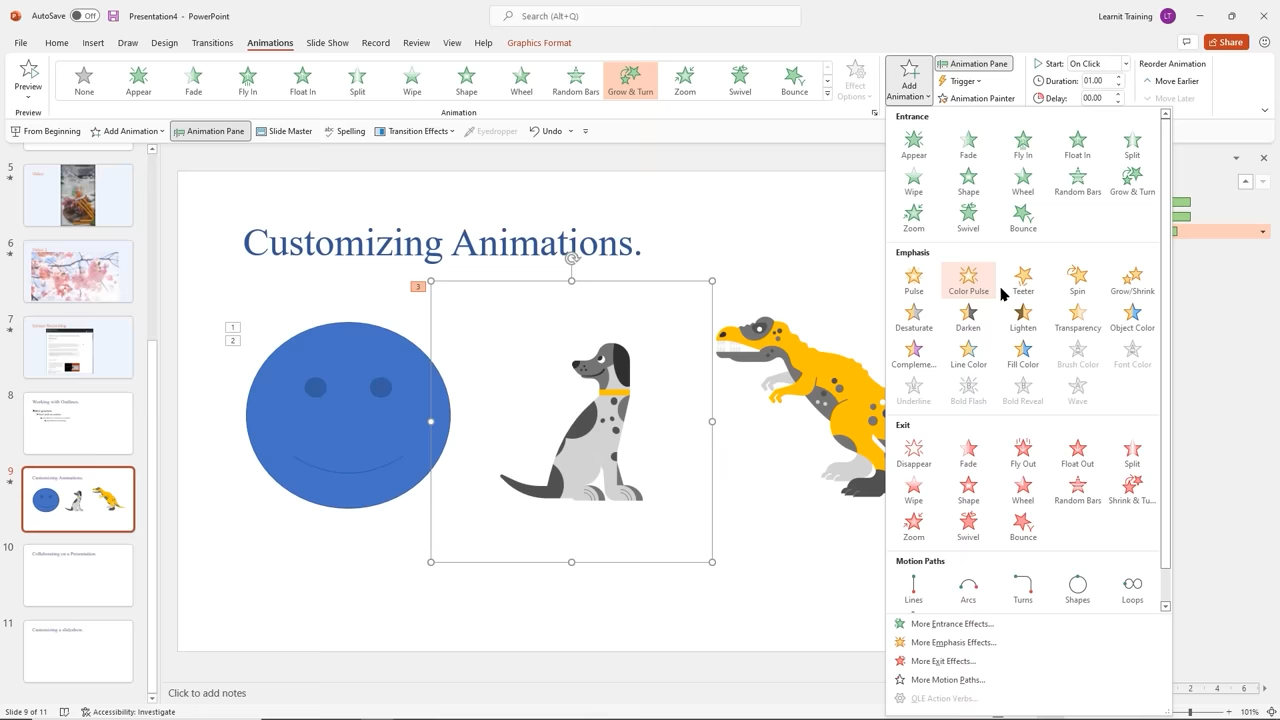 AutoSave Off Presentation4 - PowerPoint Search (Alt+Q) Learnit Training LT
File Home Insert Draw Design Transitions Animations Slide Show Record Review View Help Graphics Format Share
Preview
None Appear Fade Fly In Float In Split Wipe Shape Wheel Random Bars Grow & Turn Zoom Swivel Bounce
Effect
Options
Add
Animation
Animation Pane
Trigger
Animation Painter
Start: On Click
Duration: 01.00
Delay: 00.00
Reorder Animation
Move Earlier
Move Later
Preview
Animation
From Beginning Add Animation Animation Pane Slide Master Spelling Transition Effects Eyedropper Undo
5
6
7
8
Working with Outlines
9
Customizing Animations.
10
Collaborating on a Presentation
11
Customizing a slideshow
Customizing Animations.
3
1
2
Entrance
Appear Fade Fly In Float In Split
Wipe Shape Wheel Random Bars Grow & Turn
Zoom Swivel Bounce
Emphasis
Pulse Color Pulse Teeter Spin Grow/Shrink
Desaturate Darken Lighten Transparency Object Color
Compleme... Line Color Fill Color Brush Color Font Color
Underline Bold Flash Bold Reveal Wave
Exit
Disappear Fade Fly Out Float Out Split
Wipe Shape Wheel Random Bars Shrink & Tu...
Zoom Swivel Bounce
Motion Paths
Lines Arcs Turns Shapes Loops
More Entrance Effects...
More Emphasis Effects...
More Exit Effects...
More Motion Paths...
OLE Action Verbs...
2 4 6
Click to add notes
Slide 9 of 11 Accessibility: Investigate 101%